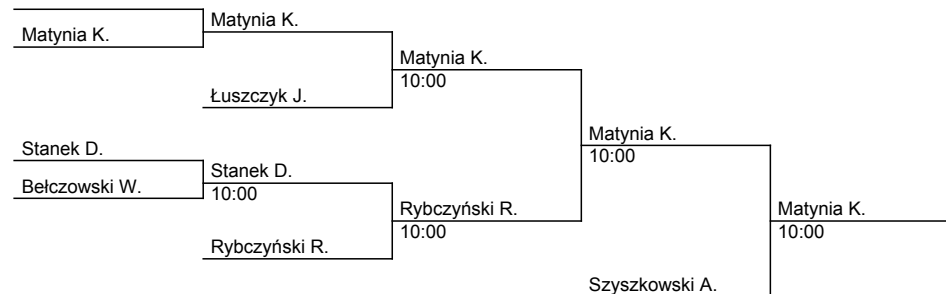 Matynia K.
Matynia K.
Matynia K.
10:00
Łuszczyk J.
Matynia K.
10:00
Stanek D.
Stanek D.
10:00
Bełczowski W.
Rybczyński R.
10:00
Rybczyński R.
Matynia K.
10:00
Szyszkowski A.